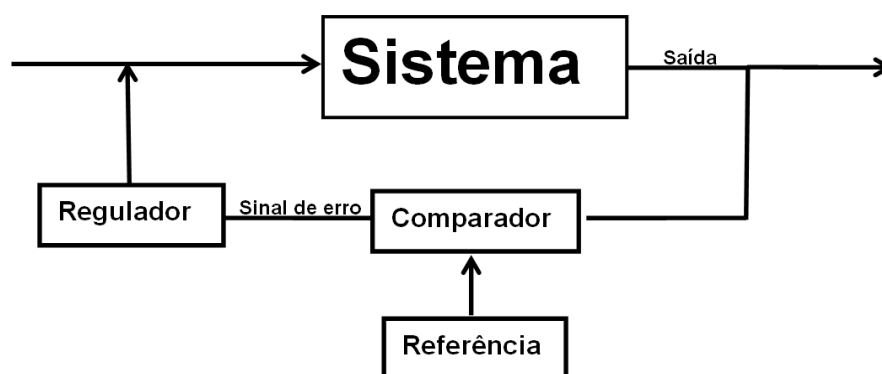 Sistema
Saída
Regulador
Sinal de erro
Comparador
Referência